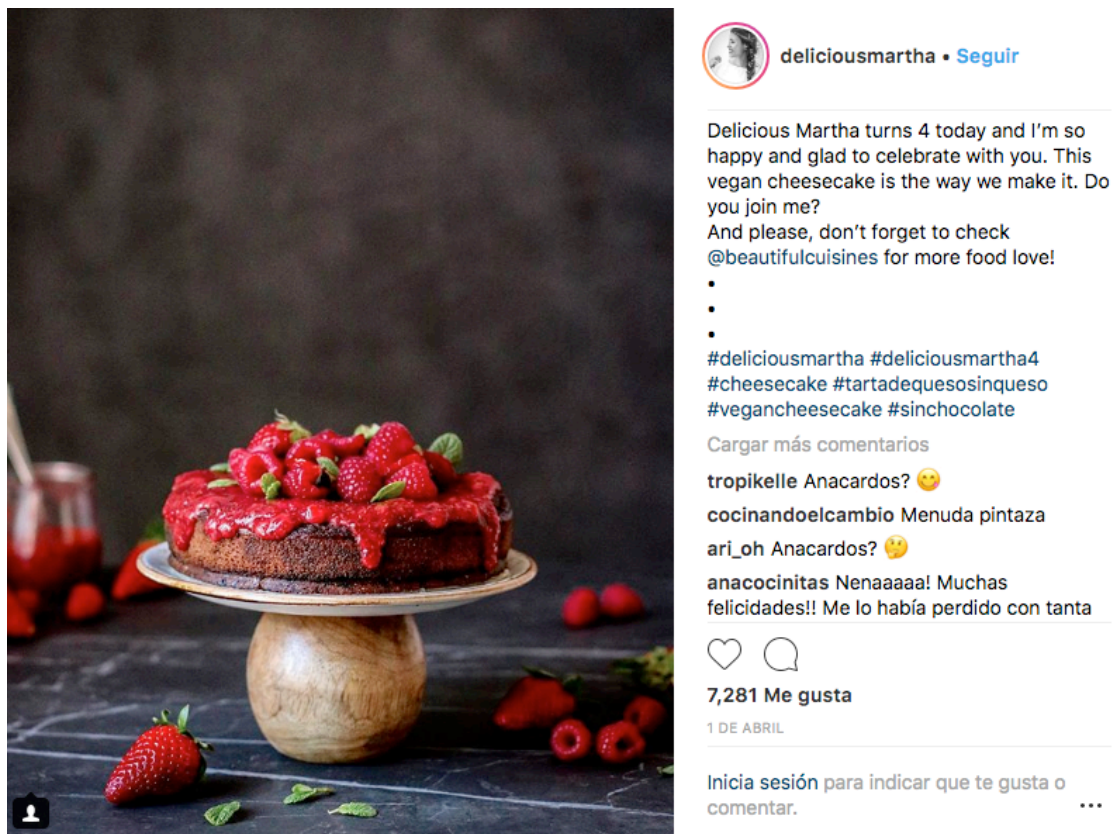 deliciousmartha • Seguir
Delicious Martha turns 4 today and I'm so
happy and glad to celebrate with you. This
vegan cheesecake is the way we make it. Do
you join me?
And please, don't forget to check
@beautifulcuisines for more food love!
•
•
•
#deliciousmartha #deliciousmartha4
#cheesecake #tartadequesosinqueso
#vegancheesecake #sinchocolate
Cargar más comentarios
tropikelle Anacardos? 😋
cocinandoelcambio Menuda pintaza
ari_oh Anacardos? 🤔
anacocinitas Nenaaaaa! Muchas
felicidades!! Me lo había perdido con tanta
7,281 Me gusta
1 DE ABRIL
Inicia sesión para indicar que te gusta o
comentar.